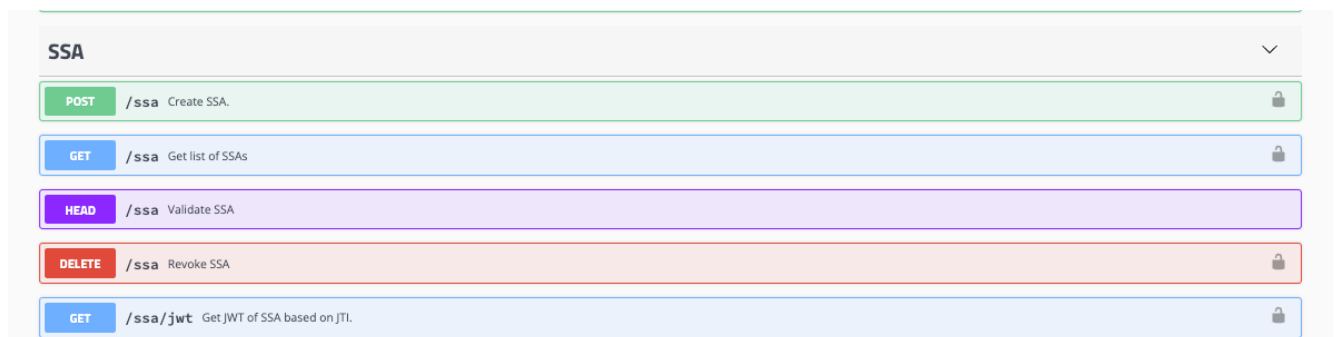 SSA
POST /ssa Create SSA.
GET /ssa Get list of SSAs
HEAD /ssa Validate SSA
DELETE /ssa Revoke SSA
GET /ssa/jwt Get JWT of SSA based on JTI.